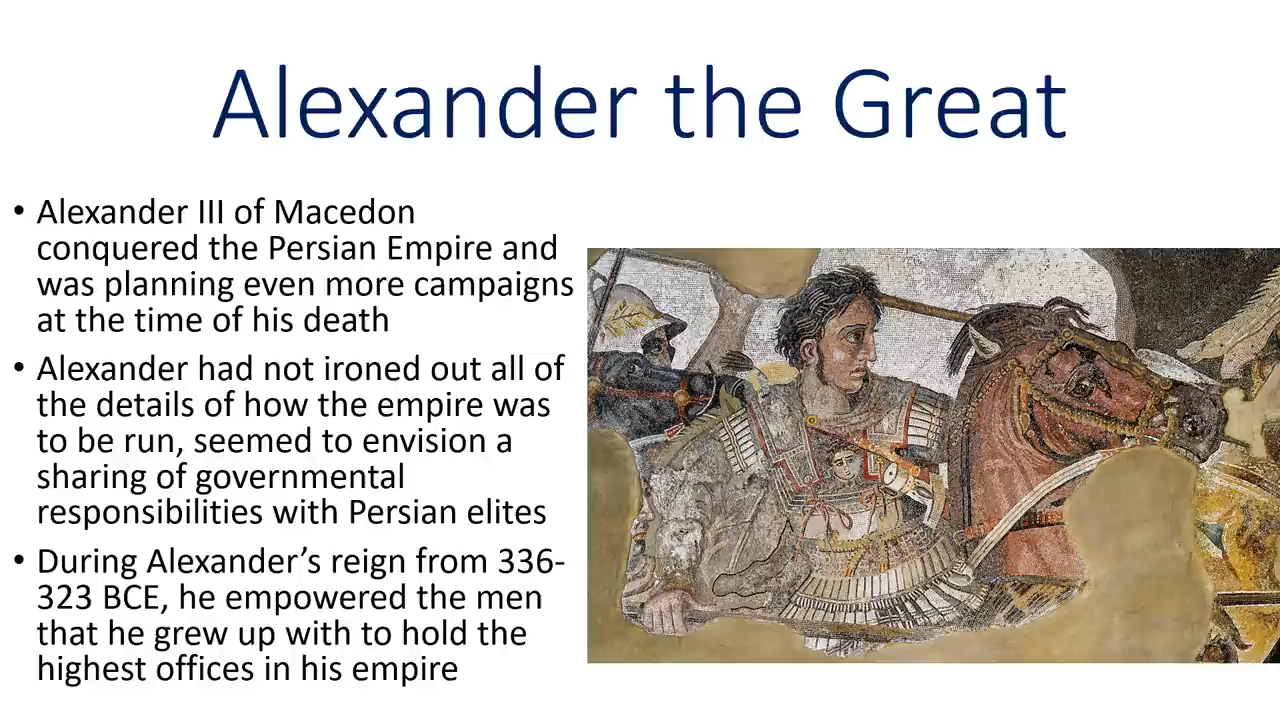 Alexander the Great
• Alexander III of Macedon
conquered the Persian Empire and
was planning even more campaigns
at the time of his death
• Alexander had not ironed out all of
the details of how the empire was
to be run, seemed to envision a
sharing of governmental
responsibilities with Persian elites
• During Alexander’s reign from 336-
323 BCE, he empowered the men
that he grew up with to hold the
highest offices in his empire